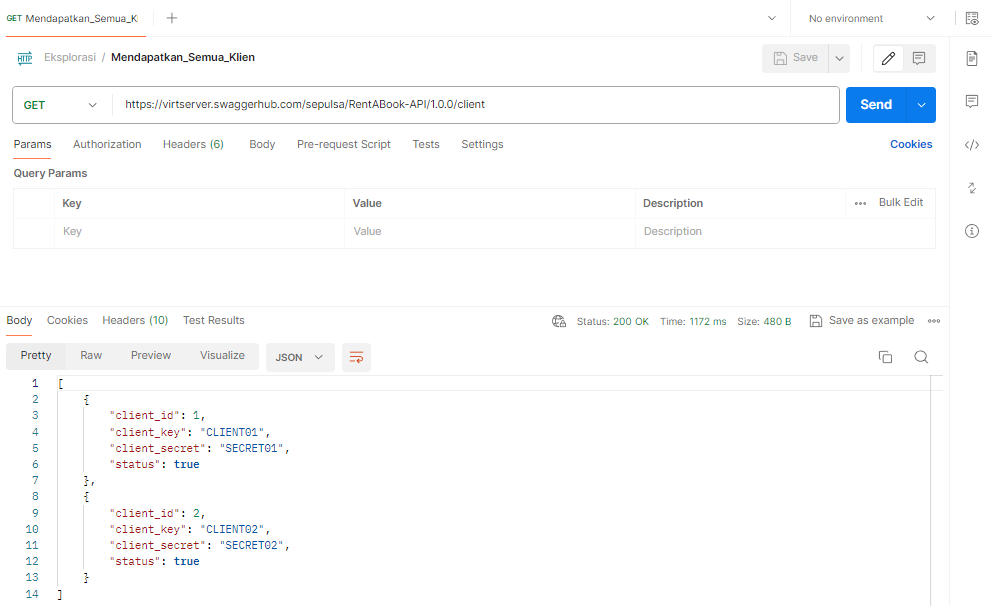 GET Mendapatkan_Semua_K
No environment
HTTP Eksplorasi / Mendapatkan_Semua_Klien
Save
GET https://virtserver.swaggerhub.com/sepulsa/RentABook-API/1.0.0/client Send
Params Authorization Headers (6) Body Pre-request Script Tests Settings Cookies
Query Params
Key Value Description Bulk Edit
Key Value Description
Body Cookies Headers (10) Test Results Status: 200 OK Time: 1172 ms Size: 480 B Save as example
Pretty Raw Preview Visualize JSON
1 [
2 {
3 "client_id": 1,
4 "client_key": "CLIENT01",
5 "client_secret": "SECRET01",
6 "status": true
7 },
8 {
9 "client_id": 2,
10 "client_key": "CLIENT02",
11 "client_secret": "SECRET02",
12 "status": true
13 }
14 ]